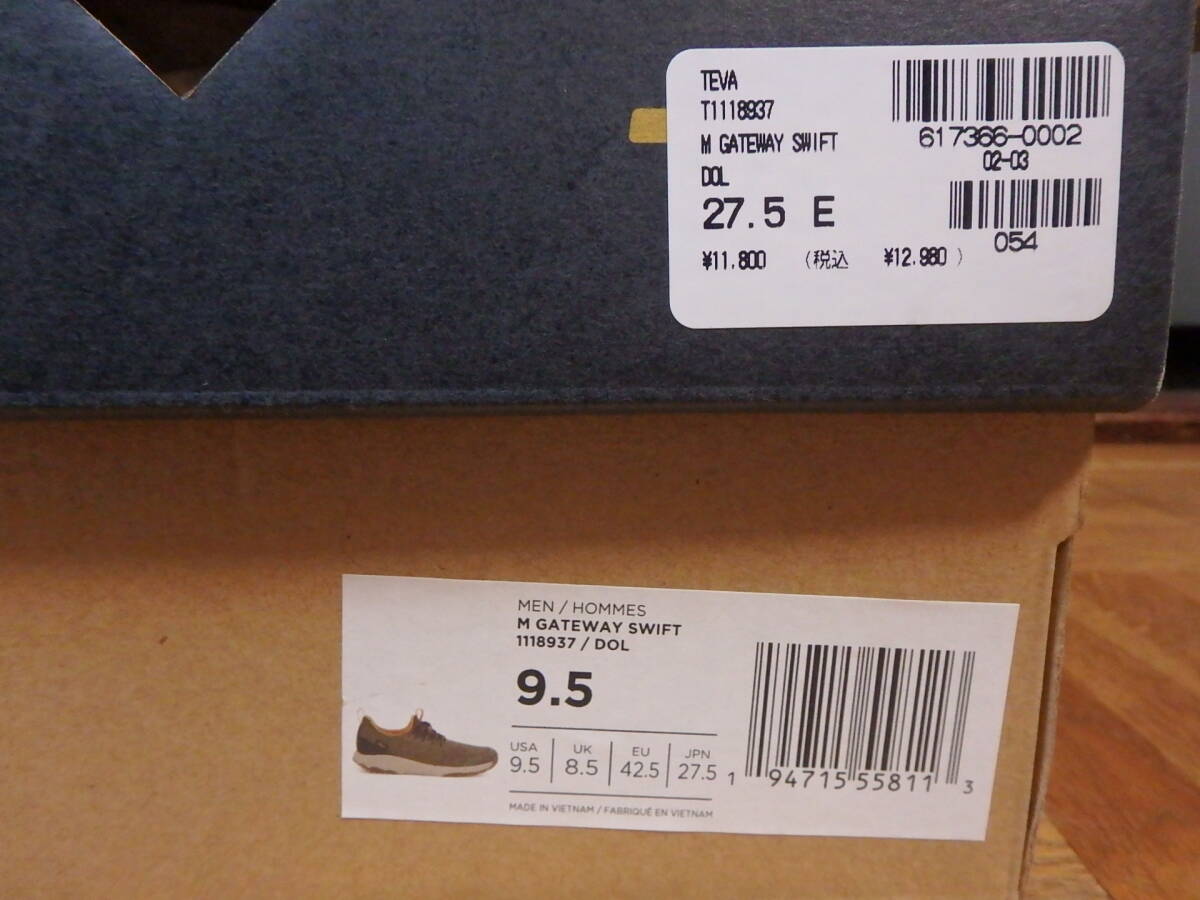 TEVA
T1118937
M GATEWAY SWIFT
DOL
27.5 E
¥11.800 (税込 ¥12.980 )
617366-0002
02-03
054
MEN / HOMMES
M GATEWAY SWIFT
1118937 / DOL
9.5
USA UK EU JPN
9.5 8.5 42.5 27.5
MADE IN VIETNAM / FABRIQUÉ EN VIETNAM
1 94715 55811 3